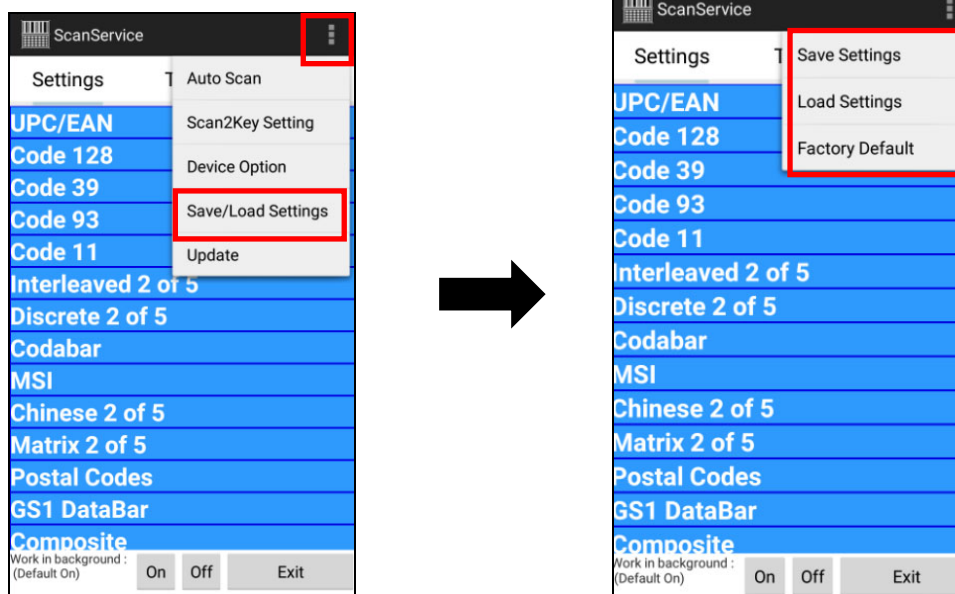 ScanService
Settings T
Auto Scan
Scan2Key Setting
Device Option
Save/Load Settings
Update
UPC/EAN
Code 128
Code 39
Code 93
Code 11
Interleaved 2 of 5
Discrete 2 of 5
Codabar
MSI
Chinese 2 of 5
Matrix 2 of 5
Postal Codes
GS1 DataBar
Composite
Work in background :
(Default On) On Off Exit
ScanService
Settings T
Save Settings
Load Settings
Factory Default
UPC/EAN
Code 128
Code 39
Code 93
Code 11
Interleaved 2 of 5
Discrete 2 of 5
Codabar
MSI
Chinese 2 of 5
Matrix 2 of 5
Postal Codes
GS1 DataBar
Composite
Work in background :
(Default On) On Off Exit